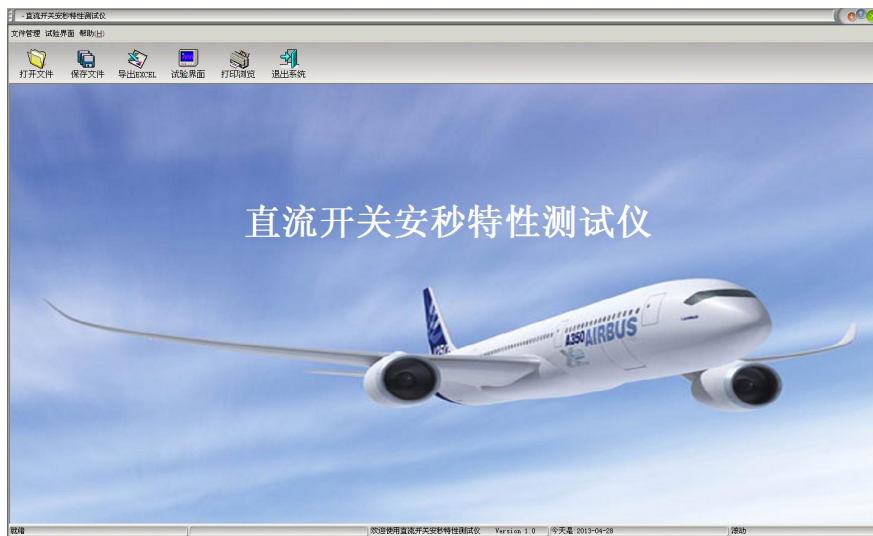 -直流开关安秒特性测试仪
文件管理 试验界面 帮助(H)
打开文件 保存文件 导出EXCEL 试验界面 打印浏览 退出系统
直流开关安秒特性测试仪
A350 AIRBUS
就绪 欢迎使用直流开关安秒特性测试仪 Version 1.0 今天是 2013-04-28 滚动